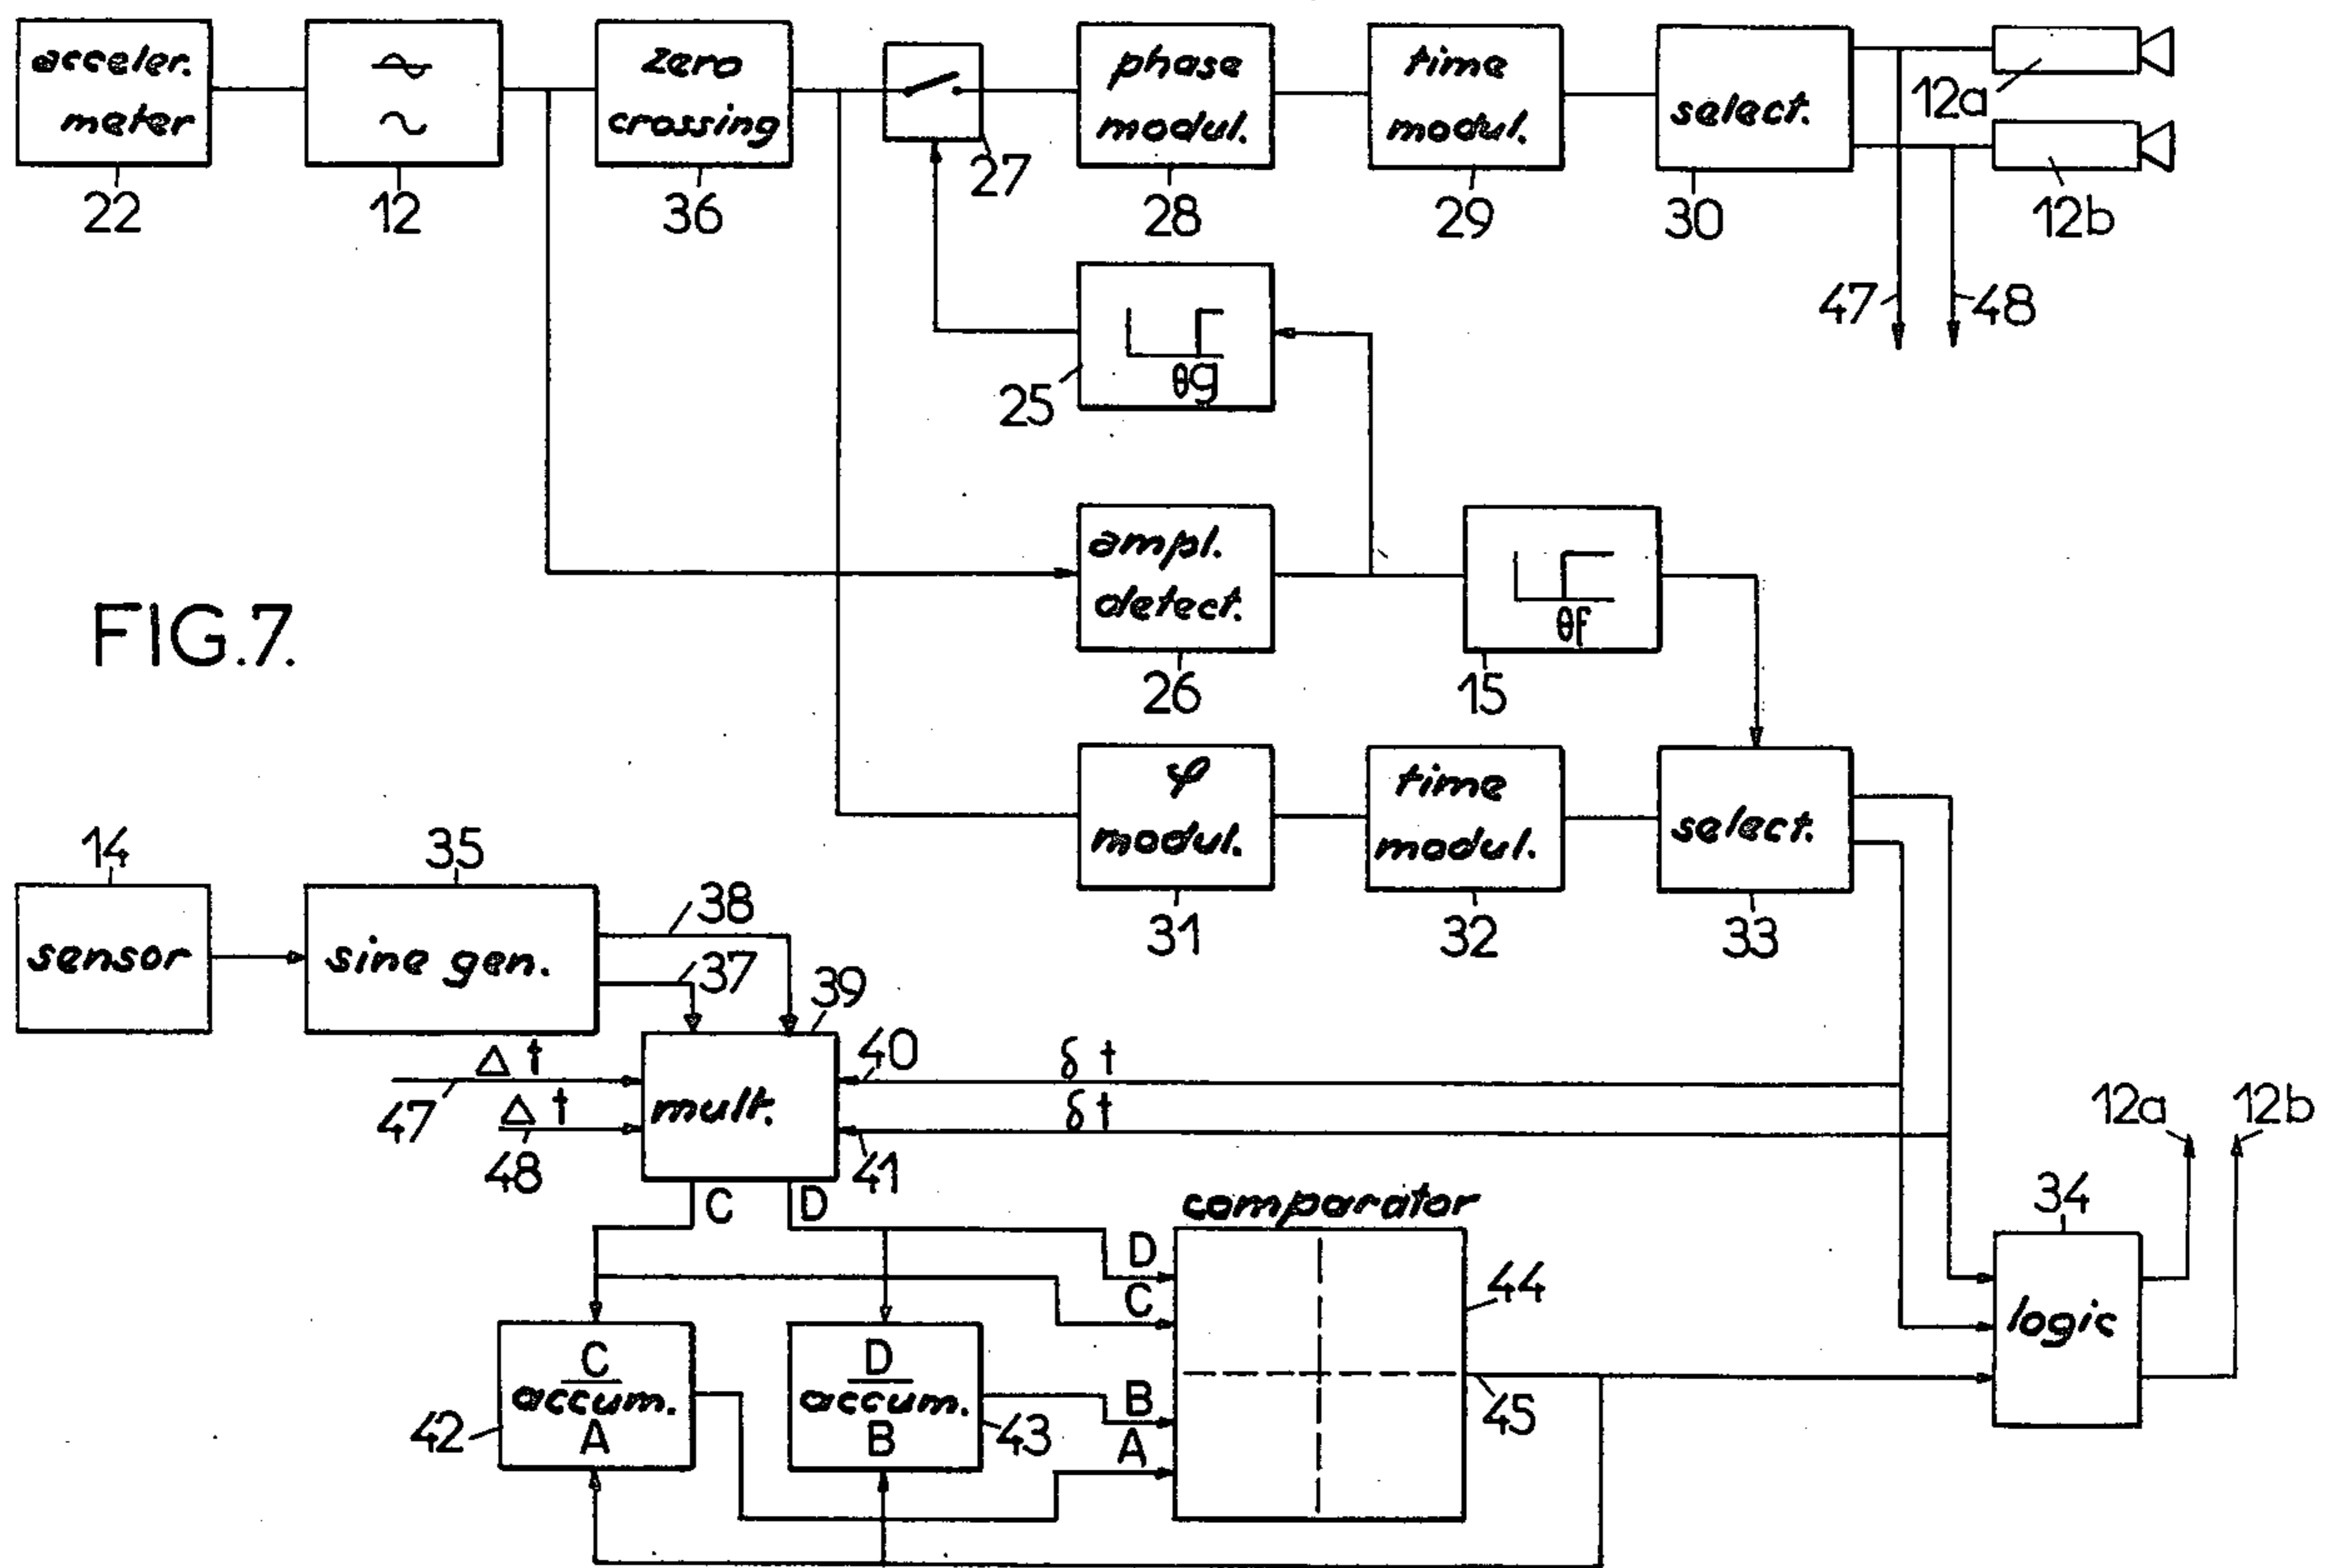 acceler.
meter
22
12
zero
crossing
36
27
phase
modul.
28
time
modul.
29
select.
30
12a
12b
47
48
θg
25
ampl.
detect.
26
θf
15
FIG.7.
φ
modul.
31
time
modul.
32
select.
33
14
sensor
35
sine gen.
38
37
39
Δt
47
Δt
48
mult.
40
δt
δt
41
C
D
comparator
D
C
B
A
44
45
C
accum.
A
42
D
accum.
B
43
34
logic
12a
12b